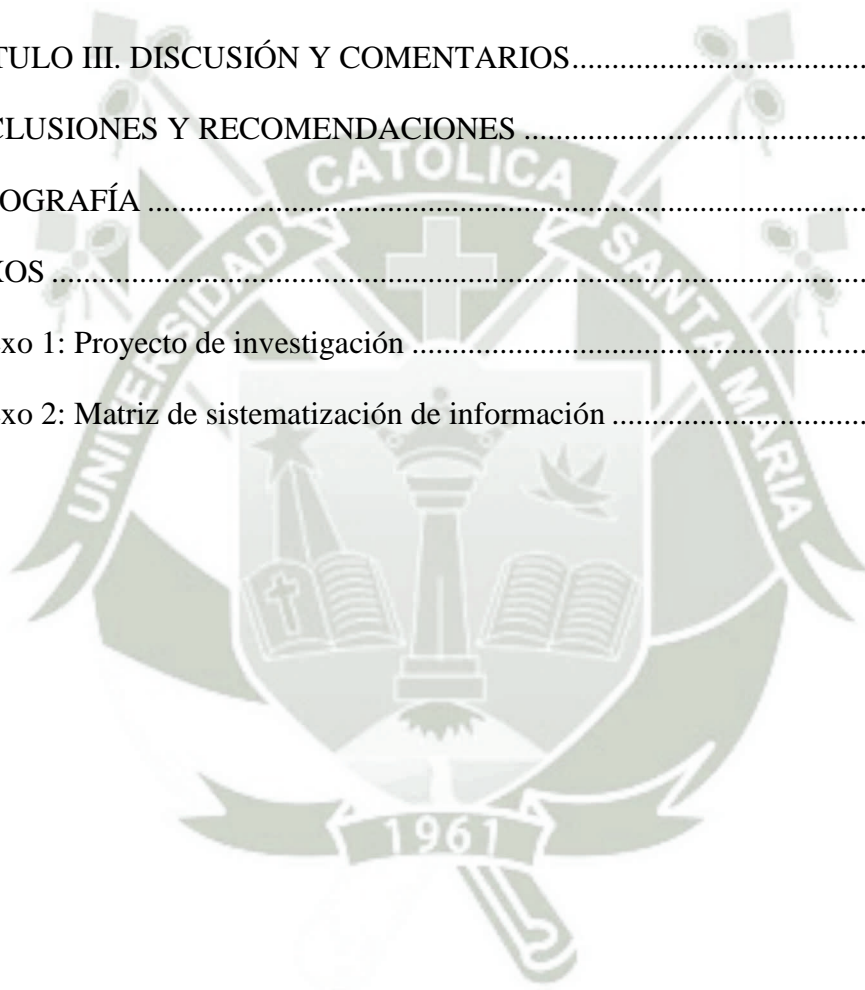 TULO III. DISCUSIÓN Y COMENTARIOS....................................
CLUSIONES Y RECOMENDACIONES ..........................................
OGRAFÍA ....................................................................................
XOS ................................................................................................
xo 1: Proyecto de investigación ........................................................
xo 2: Matriz de sistematización de información ...............................
UNIVERSIDAD CATOLICA SANTA MARIA
1961